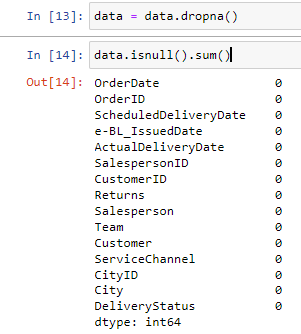 In [13]: data = data.dropna()
In [14]: data.isnull().sum()
Out[14]: OrderDate 0
OrderID 0
ScheduledDeliveryDate 0
e-BL_IssuedDate 0
ActualDeliveryDate 0
SalespersonID 0
CustomerID 0
Returns 0
Salesperson 0
Team 0
Customer 0
ServiceChannel 0
CityID 0
City 0
DeliveryStatus 0
dtype: int64